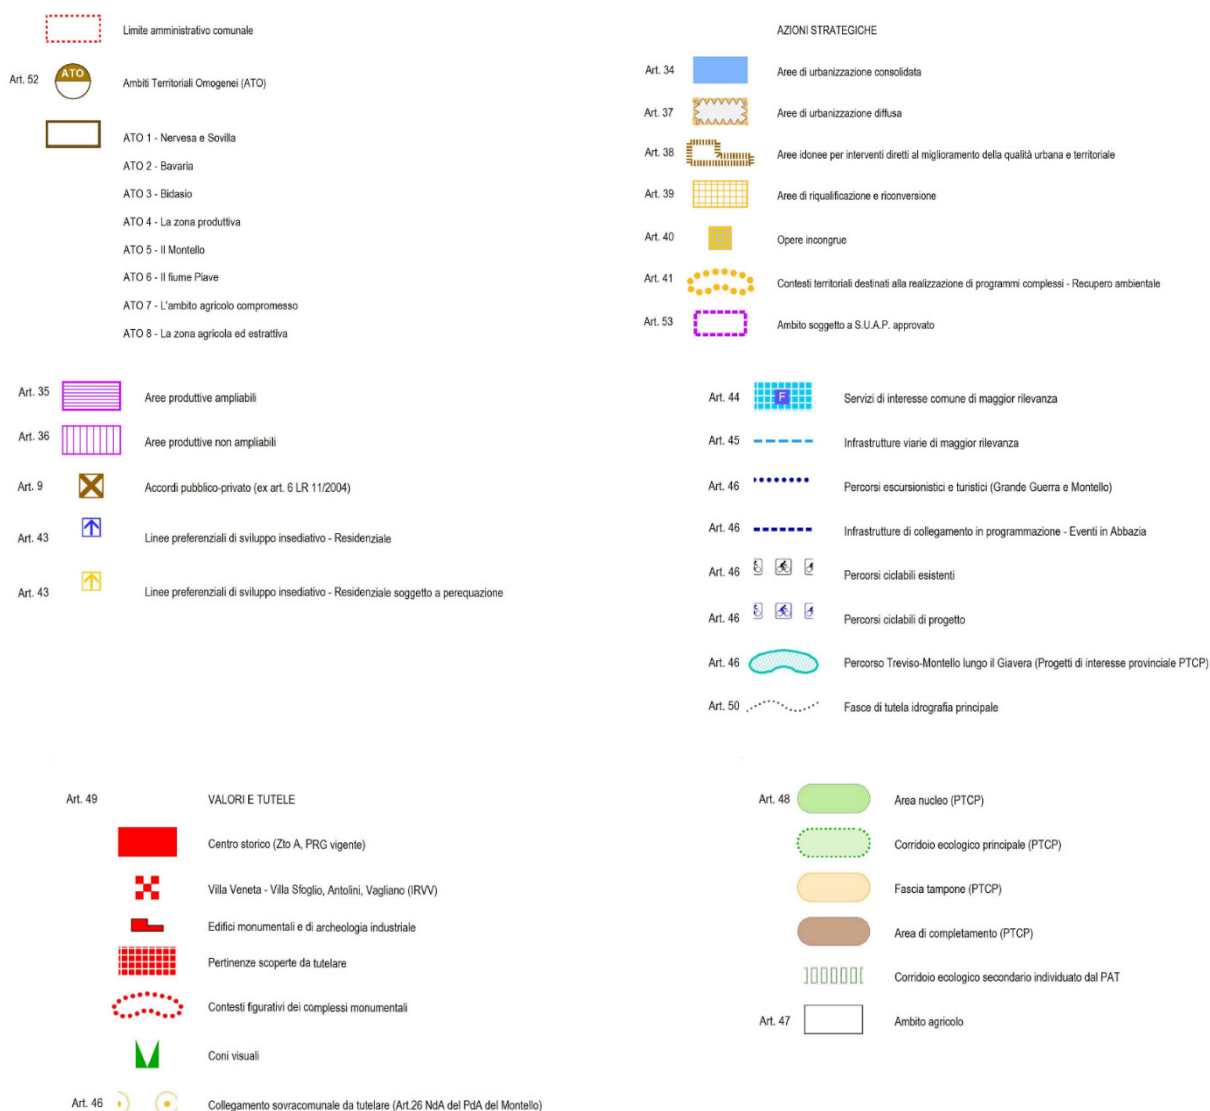 Limite amministrativo comunale
Art. 52 ATO Ambiti Territoriali Omogenei (ATO)
ATO 1 - Nervesa e Sovilla
ATO 2 - Bavaria
ATO 3 - Bidasio
ATO 4 - La zona produttiva
ATO 5 - Il Montello
ATO 6 - Il fiume Piave
ATO 7 - L'ambito agricolo compromesso
ATO 8 - La zona agricola ed estrattiva
AZIONI STRATEGICHE
Art. 34 Aree di urbanizzazione consolidata
Art. 37 Aree di urbanizzazione diffusa
Art. 38 Aree idonee per interventi diretti al miglioramento della qualità urbana e territoriale
Art. 39 Aree di riqualificazione e riconversione
Art. 40 Opere incongrue
Art. 41 Contesti territoriali destinati alla realizzazione di programmi complessi - Recupero ambientale
Art. 53 Ambito soggetto a S.U.A.P. approvato
Art. 35 Aree produttive ampliabili
Art. 36 Aree produttive non ampliabili
Art. 9 Accordi pubblico-privato (ex art. 6 LR 11/2004)
Art. 43 Linee preferenziali di sviluppo insediativo - Residenziale
Art. 43 Linee preferenziali di sviluppo insediativo - Residenziale soggetto a perequazione
Art. 44 F Servizi di interesse comune di maggior rilevanza
Art. 45 Infrastrutture viarie di maggior rilevanza
Art. 46 Percorsi escursionistici e turistici (Grande Guerra e Montello)
Art. 46 Infrastrutture di collegamento in programmazione - Eventi in Abbazia
Art. 46 Percorsi ciclabili esistenti
Art. 46 Percorsi ciclabili di progetto
Art. 46 Percorso Treviso-Montello lungo il Giavera (Progetti di interesse provinciale PTCP)
Art. 50 Fasce di tutela idrografia principale
Art. 49 VALORI E TUTELE
Centro storico (Zto A, PRG vigente)
Villa Veneta - Villa Sfoglio, Antolini, Vagliano (IRVV)
Edifici monumentali e di archeologia industriale
Pertinenze scoperte da tutelare
Contesti figurativi dei complessi monumentali
Coni visuali
Art. 46 Collegamento sovracomunale da tutelare (Art.26 NdA del PdA del Montello)
Art. 48 Area nucleo (PTCP)
Corridoio ecologico principale (PTCP)
Fascia tampone (PTCP)
Area di completamento (PTCP)
Corridoio ecologico secondario individuato dal PAT
Art. 47 Ambito agricolo